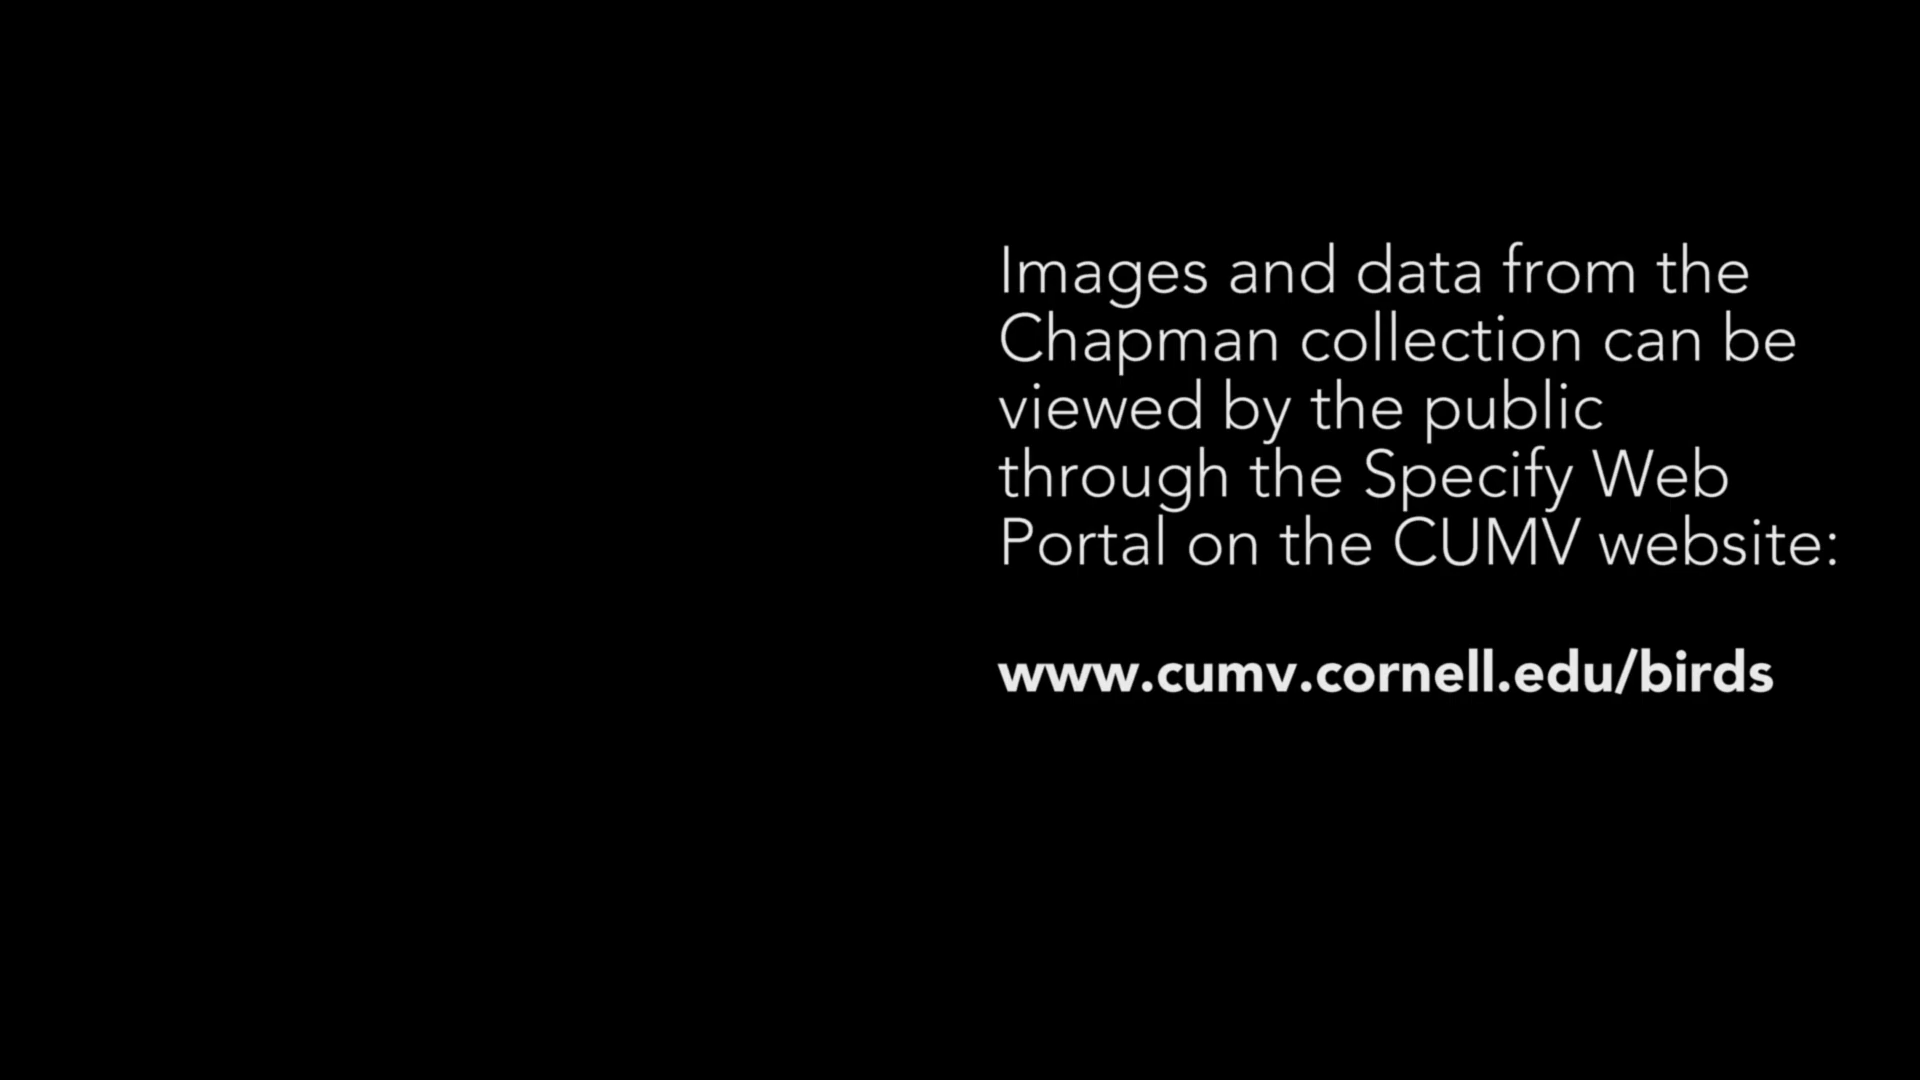 Images and data from the
Chapman collection can be
viewed by the public
through the Specify Web
Portal on the CUMV website:
www.cumv.cornell.edu/birds